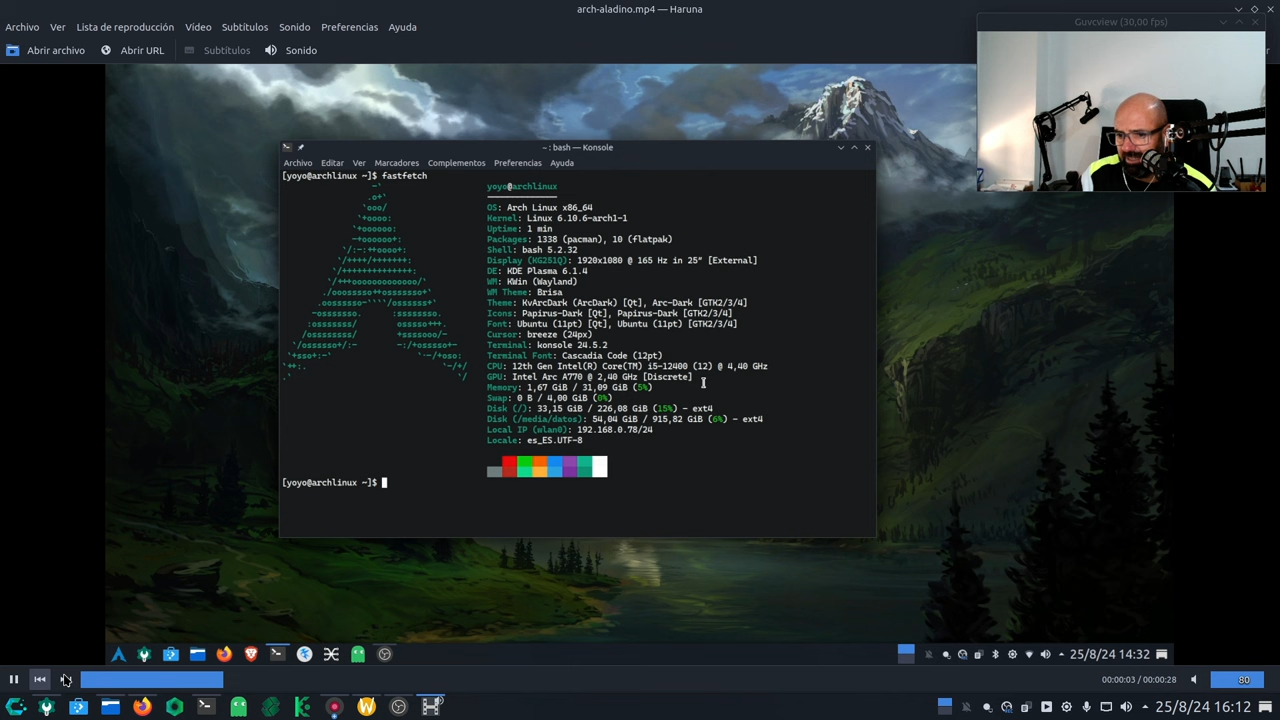 arch-aladino.mp4 — Haruna
Archivo Ver Lista de reproducción Vídeo Subtítulos Sonido Preferencias Ayuda
Abrir archivo Abrir URL Subtítulos Sonido
Guvcview (30,00 fps)
~ : bash — Konsole
Archivo Editar Ver Marcadores Complementos Preferencias Ayuda
[yoyo@archlinux ~]$ fastfetch
yoyo@archlinux
OS: Arch Linux x86_64
Kernel: Linux 6.10.6-arch1-1
Uptime: 1 min
Packages: 1338 (pacman), 10 (flatpak)
Shell: bash 5.2.32
Display (KG251Q): 1920x1080 @ 165 Hz in 25″ [External]
DE: KDE Plasma 6.1.4
WM: KWin (Wayland)
WM Theme: Brisa
Theme: KvArcDark (ArcDark) [Qt], Arc-Dark [GTK2/3/4]
Icons: Papirus-Dark [Qt], Papirus-Dark [GTK2/3/4]
Font: Ubuntu (11pt) [Qt], Ubuntu (11pt) [GTK2/3/4]
Cursor: breeze (24px)
Terminal: konsole 24.5.2
Terminal Font: Cascadia Code (12pt)
CPU: 12th Gen Intel(R) Core(TM) i5-12400 (12) @ 4,40 GHz
GPU: Intel Arc A770 @ 2,40 GHz [Discrete]
Memory: 1,67 GiB / 31,09 GiB (5%)
Swap: 0 B / 4,00 GiB (0%)
Disk (/): 33,15 GiB / 226,08 GiB (15%) - ext4
Disk (/media/datos): 54,04 GiB / 915,82 GiB (6%) - ext4
Local IP (wlan0): 192.168.0.78/24
Locale: es_ES.UTF-8
[yoyo@archlinux ~]$
25/8/24 14:32
00:00:03 / 00:00:28
80
25/8/24 16:12